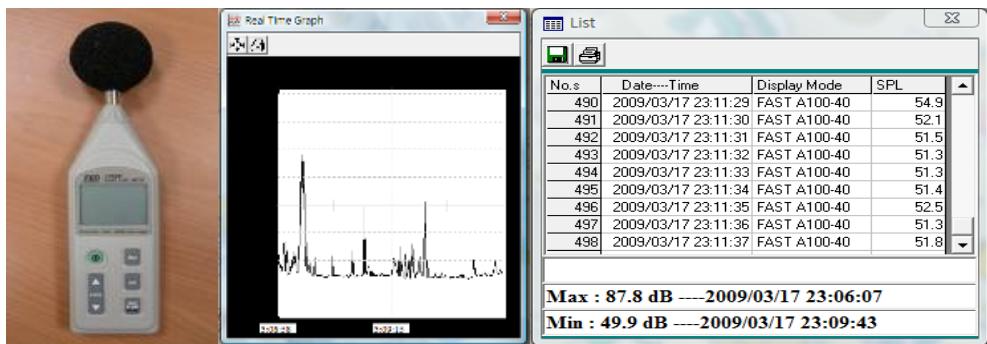 Real Time Graph
List
No.s Date----Time Display Mode SPL
490 2009/03/17 23:11:29 FAST A100-40 54.9
491 2009/03/17 23:11:30 FAST A100-40 52.1
492 2009/03/17 23:11:31 FAST A100-40 51.5
493 2009/03/17 23:11:32 FAST A100-40 51.3
494 2009/03/17 23:11:33 FAST A100-40 51.3
495 2009/03/17 23:11:34 FAST A100-40 51.4
496 2009/03/17 23:11:35 FAST A100-40 52.5
497 2009/03/17 23:11:36 FAST A100-40 51.3
498 2009/03/17 23:11:37 FAST A100-40 51.8
Max : 87.8 dB ----2009/03/17 23:06:07
Min : 49.9 dB ----2009/03/17 23:09:43